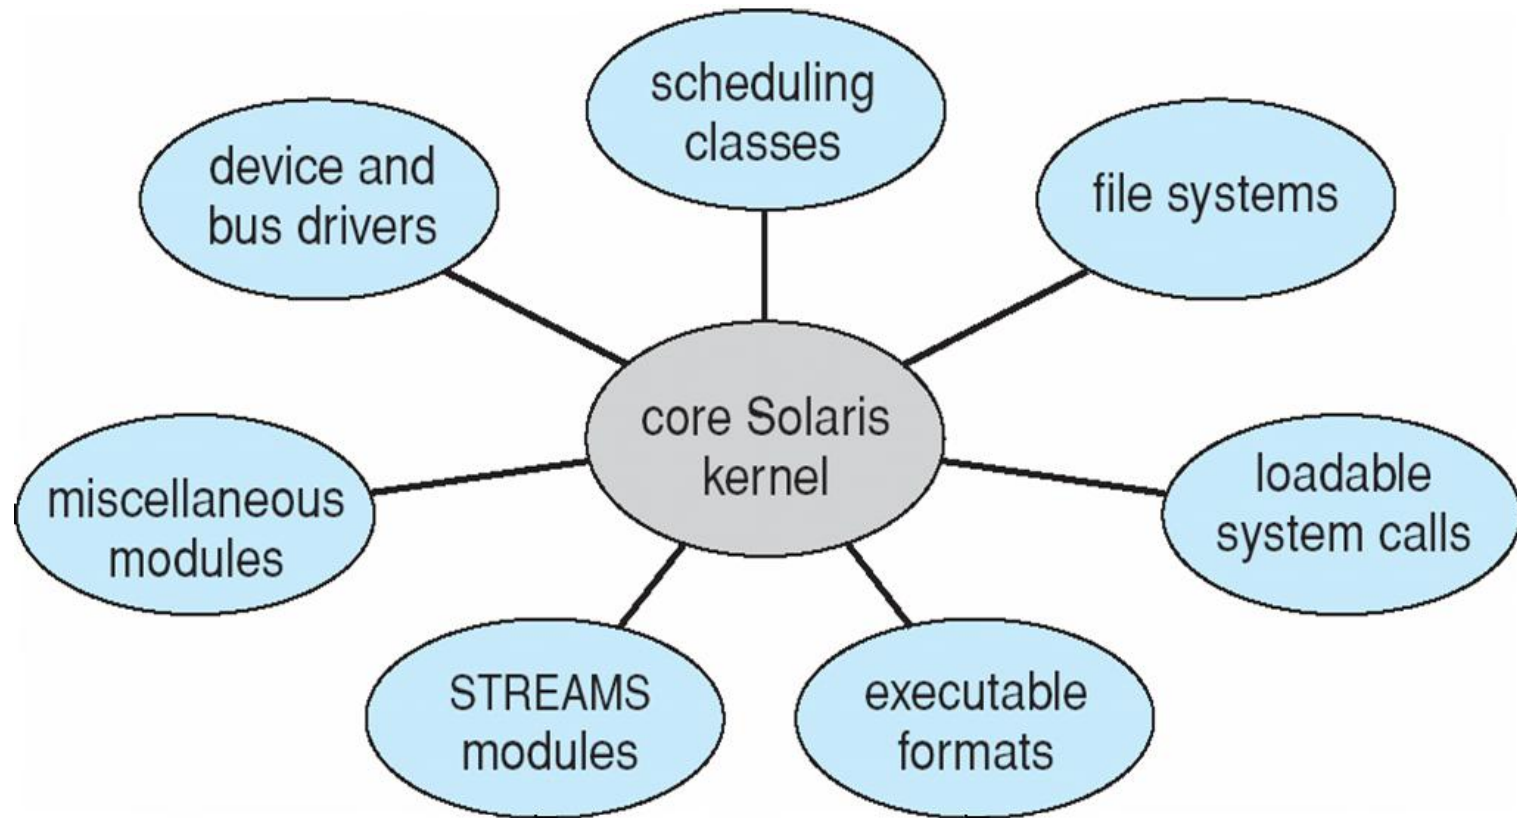 scheduling
classes
device and
bus drivers
file systems
core Solaris
kernel
miscellaneous
modules
loadable
system calls
STREAMS
modules
executable
formats